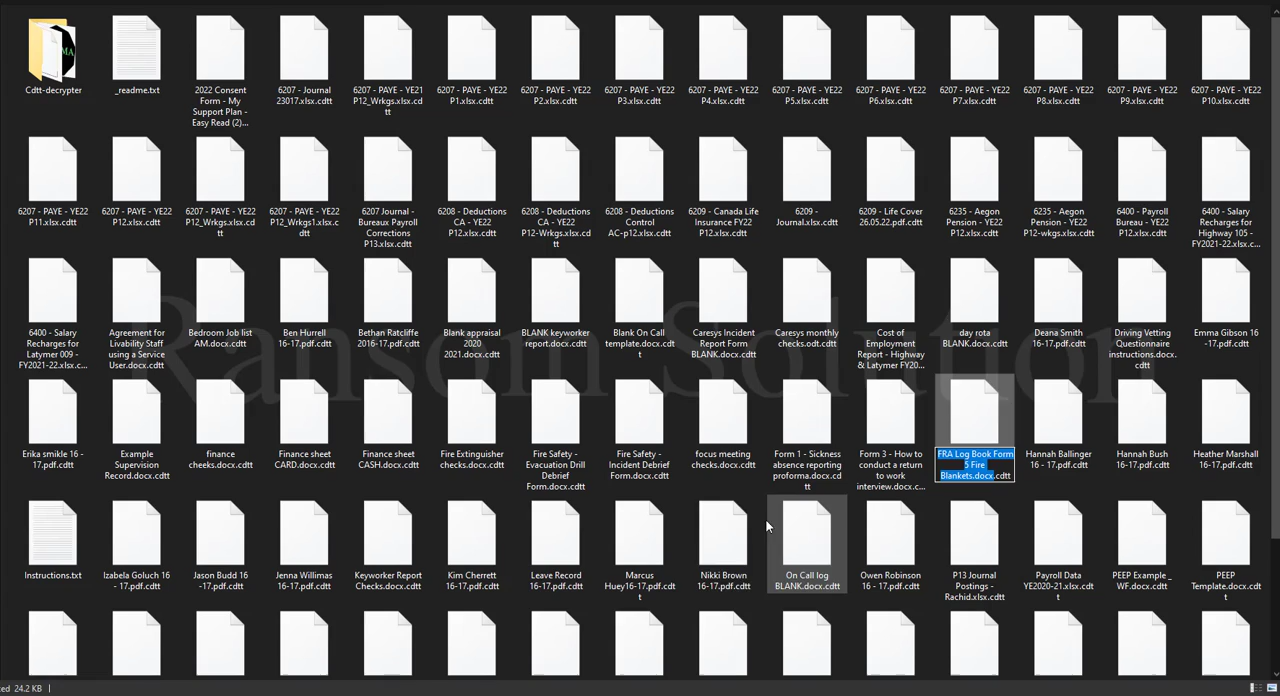 MA
Cdtt-decrypter
_readme.txt
2022 Consent
Form - My
Support Plan -
Easy Read (2)...
6207 - Journal
23017.xlsx.cdtt
6207 - PAYE - YE21
P12_Wrkgs.xlsx.cd
tt
6207 - PAYE - YE22
P1.xlsx.cdtt
6207 - PAYE - YE22
P2.xlsx.cdtt
6207 - PAYE - YE22
P3.xlsx.cdtt
6207 - PAYE - YE22
P4.xlsx.cdtt
6207 - PAYE - YE22
P5.xlsx.cdtt
6207 - PAYE - YE22
P6.xlsx.cdtt
6207 - PAYE - YE22
P7.xlsx.cdtt
6207 - PAYE - YE22
P8.xlsx.cdtt
6207 - PAYE - YE22
P9.xlsx.cdtt
6207 - PAYE - YE22
P10.xlsx.cdtt
6207 - PAYE - YE22
P11.xlsx.cdtt
6207 - PAYE - YE22
P12.xlsx.cdtt
6207 - PAYE - YE22
P12_Wrkgs.xlsx.cd
tt
6207 - PAYE - YE22
P12_Wrkgs1.xlsx.c
dtt
6207 Journal -
Bureaux Payroll
Corrections
P13.xlsx.cdtt
6208 - Deductions
CA - YE22
P12.xlsx.cdtt
6208 - Deductions
CA - YE22
P12-Wrkgs.xlsx.cd
tt
6208 - Deductions
Control
AC-p12.xlsx.cdtt
6209 - Canada Life
Insurance FY22
P12.xlsx.cdtt
6209 -
Journal.xlsx.cdtt
6209 - Life Cover
26.05.22.pdf.cdtt
6235 - Aegon
Pension - YE22
P12.xlsx.cdtt
6235 - Aegon
Pension - YE22
P12-wkgs.xlsx.cdtt
6400 - Payroll
Bureau - YE22
P12.xlsx.cdtt
6400 - Salary
Recharges for
Highway 105 -
FY2021-22.xlsx.c...
6400 - Salary
Recharges for
Latymer 009 -
FY2021-22.xlsx.c...
Agreement for
Livability Staff
using a Service
User.docx.cdtt
Bedroom Job list
AM.docx.cdtt
Ben Hurrell
16-17.pdf.cdtt
Bethan Ratcliffe
2016-17.pdf.cdtt
Blank appraisal
2020
2021.docx.cdtt
BLANK keyworker
report.docx.cdtt
Blank On Call
template.docx.cdt
t
Caresys Incident
Report Form
BLANK.docx.cdtt
Caresys monthly
checks.odt.cdtt
Cost of
Employment
Report - Highway
& Latymer FY20...
day rota
BLANK.docx.cdtt
Deana Smith
16-17.pdf.cdtt
Driving Vetting
Questionnaire
instructions.docx.
cdtt
Emma Gibson 16
-17.pdf.cdtt
Ransom Solution
Erika smikle 16 -
17.pdf.cdtt
Example
Supervision
Record.docx.cdtt
finance
cheeks.docx.cdtt
Finance sheet
CARD.docx.cdtt
Finance sheet
CASH.docx.cdtt
Fire Extinguisher
checks.docx.cdtt
Fire Safety -
Evacuation Drill
Debrief
Form.docx.cdtt
Fire Safety -
Incident Debrief
Form.docx.cdtt
focus meeting
checks.docx.cdtt
Form 1 - Sickness
absence reporting
proforma.docx.cd
tt
Form 3 - How to
conduct a return
to work
interview.docx.c...
FRA Log Book Form
5 Fire
Blankets.docx.cdtt
Hannah Ballinger
16 - 17.pdf.cdtt
Hannah Bush
16-17.pdf.cdtt
Heather Marshall
16-17.pdf.cdtt
Instructions.txt
Izabela Goluch 16
- 17.pdf.cdtt
Jason Budd 16
-17.pdf.cdtt
Jenna Willimas
16-17.pdf.cdtt
Keyworker Report
Checks.docx.cdtt
Kim Cherrett
16-17.pdf.cdtt
Leave Record
16-17.pdf.cdtt
Marcus
Huey16-17.pdf.cdt
t
Nikki Brown
16-17.pdf.cdtt
On Call log
BLANK.docx.cdtt
Owen Robinson
16 - 17.pdf.cdtt
P13 Journal
Postings -
Rachid.xlsx.cdtt
Payroll Data
YE2020-21.xlsx.cdt
t
PEEP Example _
WF.docx.cdtt
PEEP
Template.docx.cdt
t
ted 24.2 KB